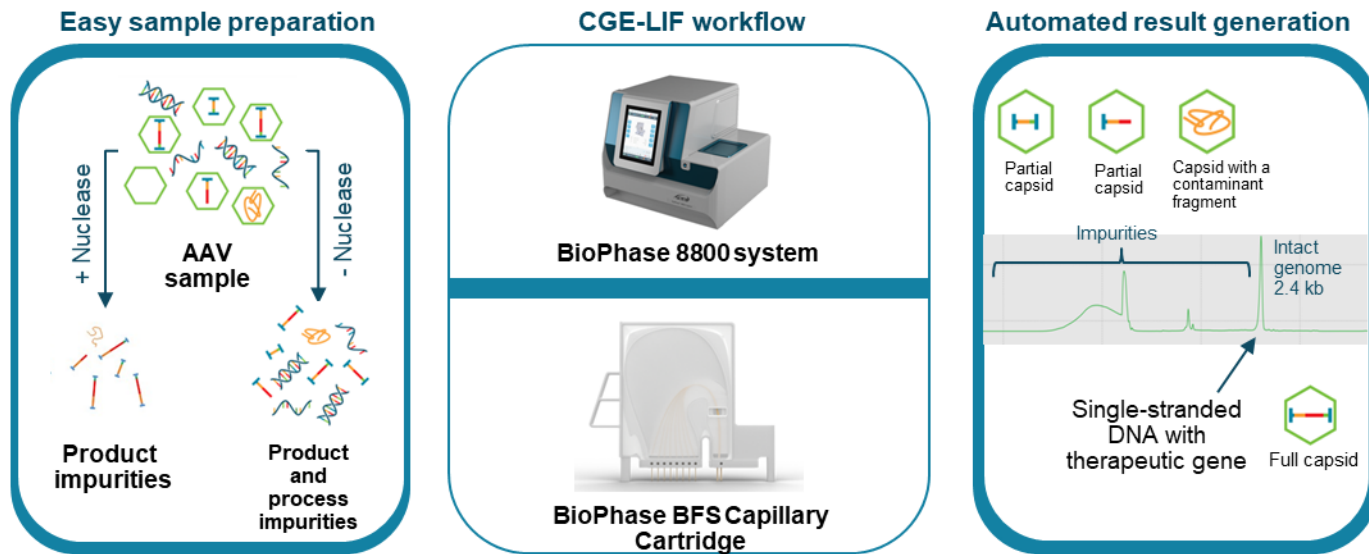 Easy sample preparation
+ Nuclease
- Nuclease
AAV
sample
Product
impurities
Product
and
process
impurities
CGE-LIF workflow
BioPhase 8800 system
BioPhase BFS Capillary
Cartridge
Automated result generation
Partial
capsid
Partial
capsid
Capsid with a
contaminant
fragment
Impurities
Intact
genome
2.4 kb
Single-stranded
DNA with
therapeutic gene
Full capsid